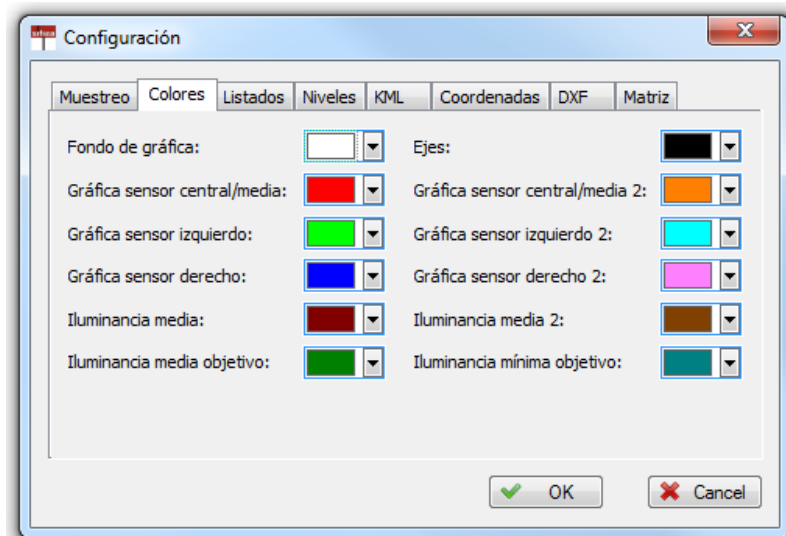 Configuración
Muestreo Colores Listados Niveles KML Coordenadas DXF Matriz
Fondo de gráfica: Ejes:
Gráfica sensor central/media: Gráfica sensor central/media 2:
Gráfica sensor izquierdo: Gráfica sensor izquierdo 2:
Gráfica sensor derecho: Gráfica sensor derecho 2:
Iluminancia media: Iluminancia media 2:
Iluminancia media objetivo: Iluminancia mínima objetivo:
OK Cancel